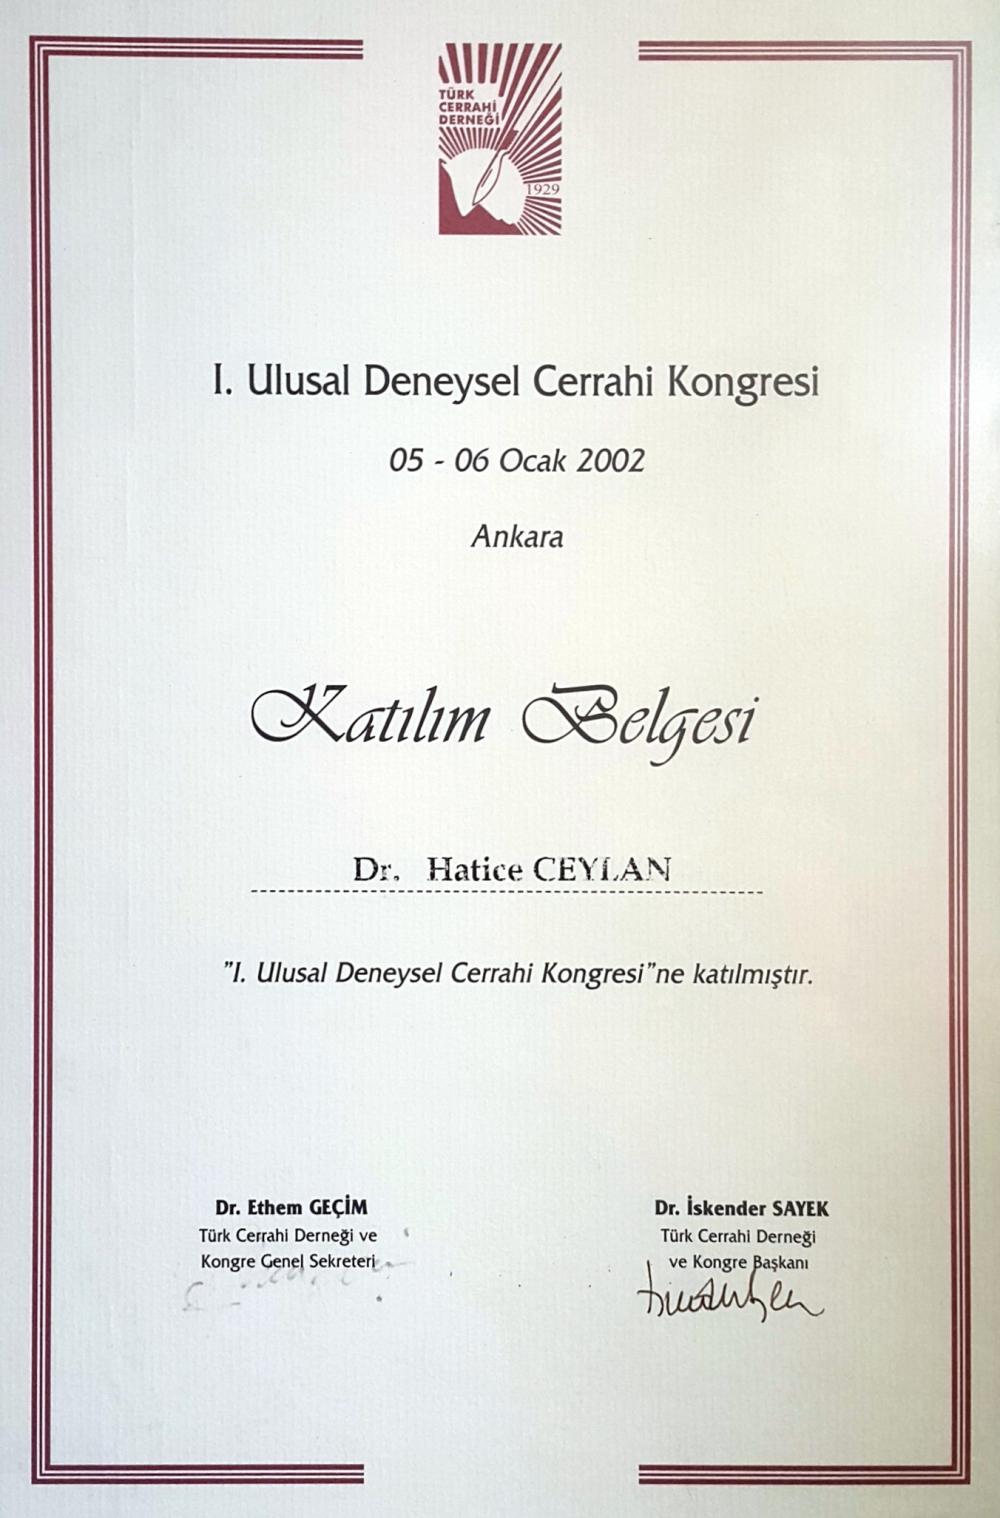 TÜRK
CERRAHİ
DERNEĞİ
1929
I. Ulusal Deneysel Cerrahi Kongresi
05 - 06 Ocak 2002
Ankara
Katılım Belgesi
Dr. Hatice CEYLAN
"I. Ulusal Deneysel Cerrahi Kongresi"ne katılmıştır.
Dr. Ethem GEÇİM
Türk Cerrahi Derneği ve
Kongre Genel Sekreteri
Dr. İskender SAYEK
Türk Cerrahi Derneği
ve Kongre Başkanı